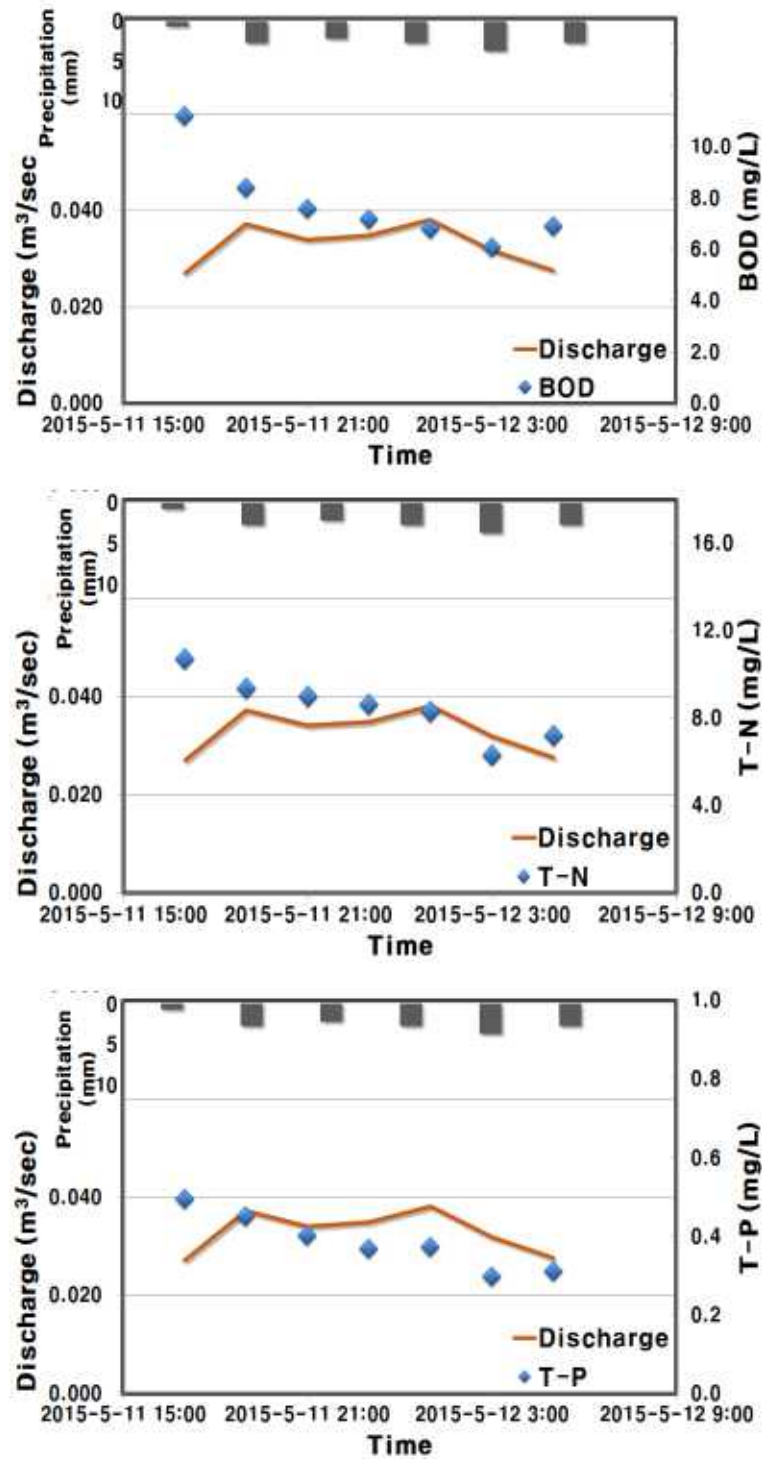 Precipitation
(mm)
0
5
10
Discharge (m³/sec
0.040
0.020
0.000
10.0
8.0
6.0
4.0
2.0
0.0
BOD (mg/L)
Discharge
BOD
2015-5-11 15:00 2015-5-11 21:00 2015-5-12 3:00 2015-5-12 9:00
Time
Precipitation
(mm)
0
5
10
Discharge (m³/sec)
0.040
0.020
0.000
16.0
12.0
8.0
4.0
0.0
T-N (mg/L)
Discharge
T-N
2015-5-11 15:00 2015-5-11 21:00 2015-5-12 3:00 2015-5-12 9:00
Time
Precipitation
(mm)
0
5
10
Discharge (m³/sec)
0.040
0.020
0.000
1.0
0.8
0.6
0.4
0.2
0.0
T-P (mg/L)
Discharge
T-P
2015-5-11 15:00 2015-5-11 21:00 2015-5-12 3:00 2015-5-12 9:00
Time